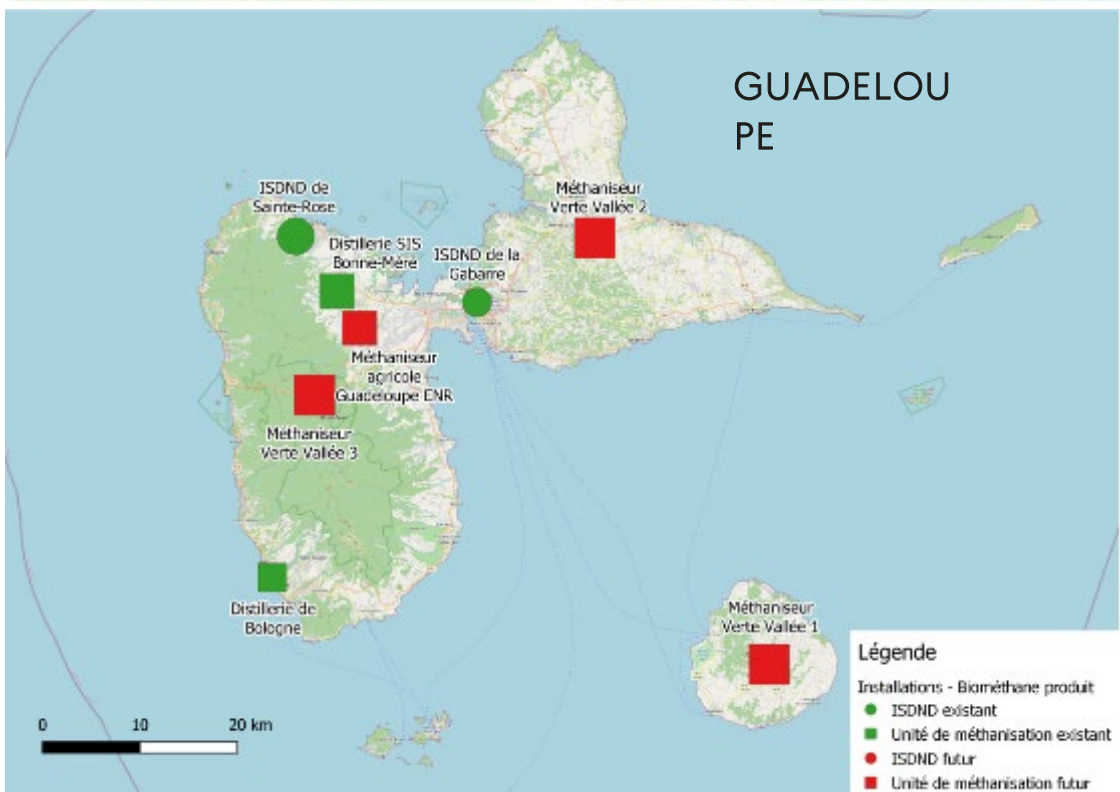 GUADELOU
PE
ISDND de
Sainte-Rose
Méthaniseur
Verte Vallée 2
Distillerie SIS
Bonne-Mère
ISDND de la
Gabarre
Méthaniseur
agricole
Guadeloupe ENR
Méthaniseur
Verte Vallée 3
Distillerie de
Bologne
Méthaniseur
Verte Vallée 1
Légende
Installations - Biométhane produit
ISDND existant
Unité de méthanisation existant
ISDND futur
Unité de méthanisation futur
0 10 20 km